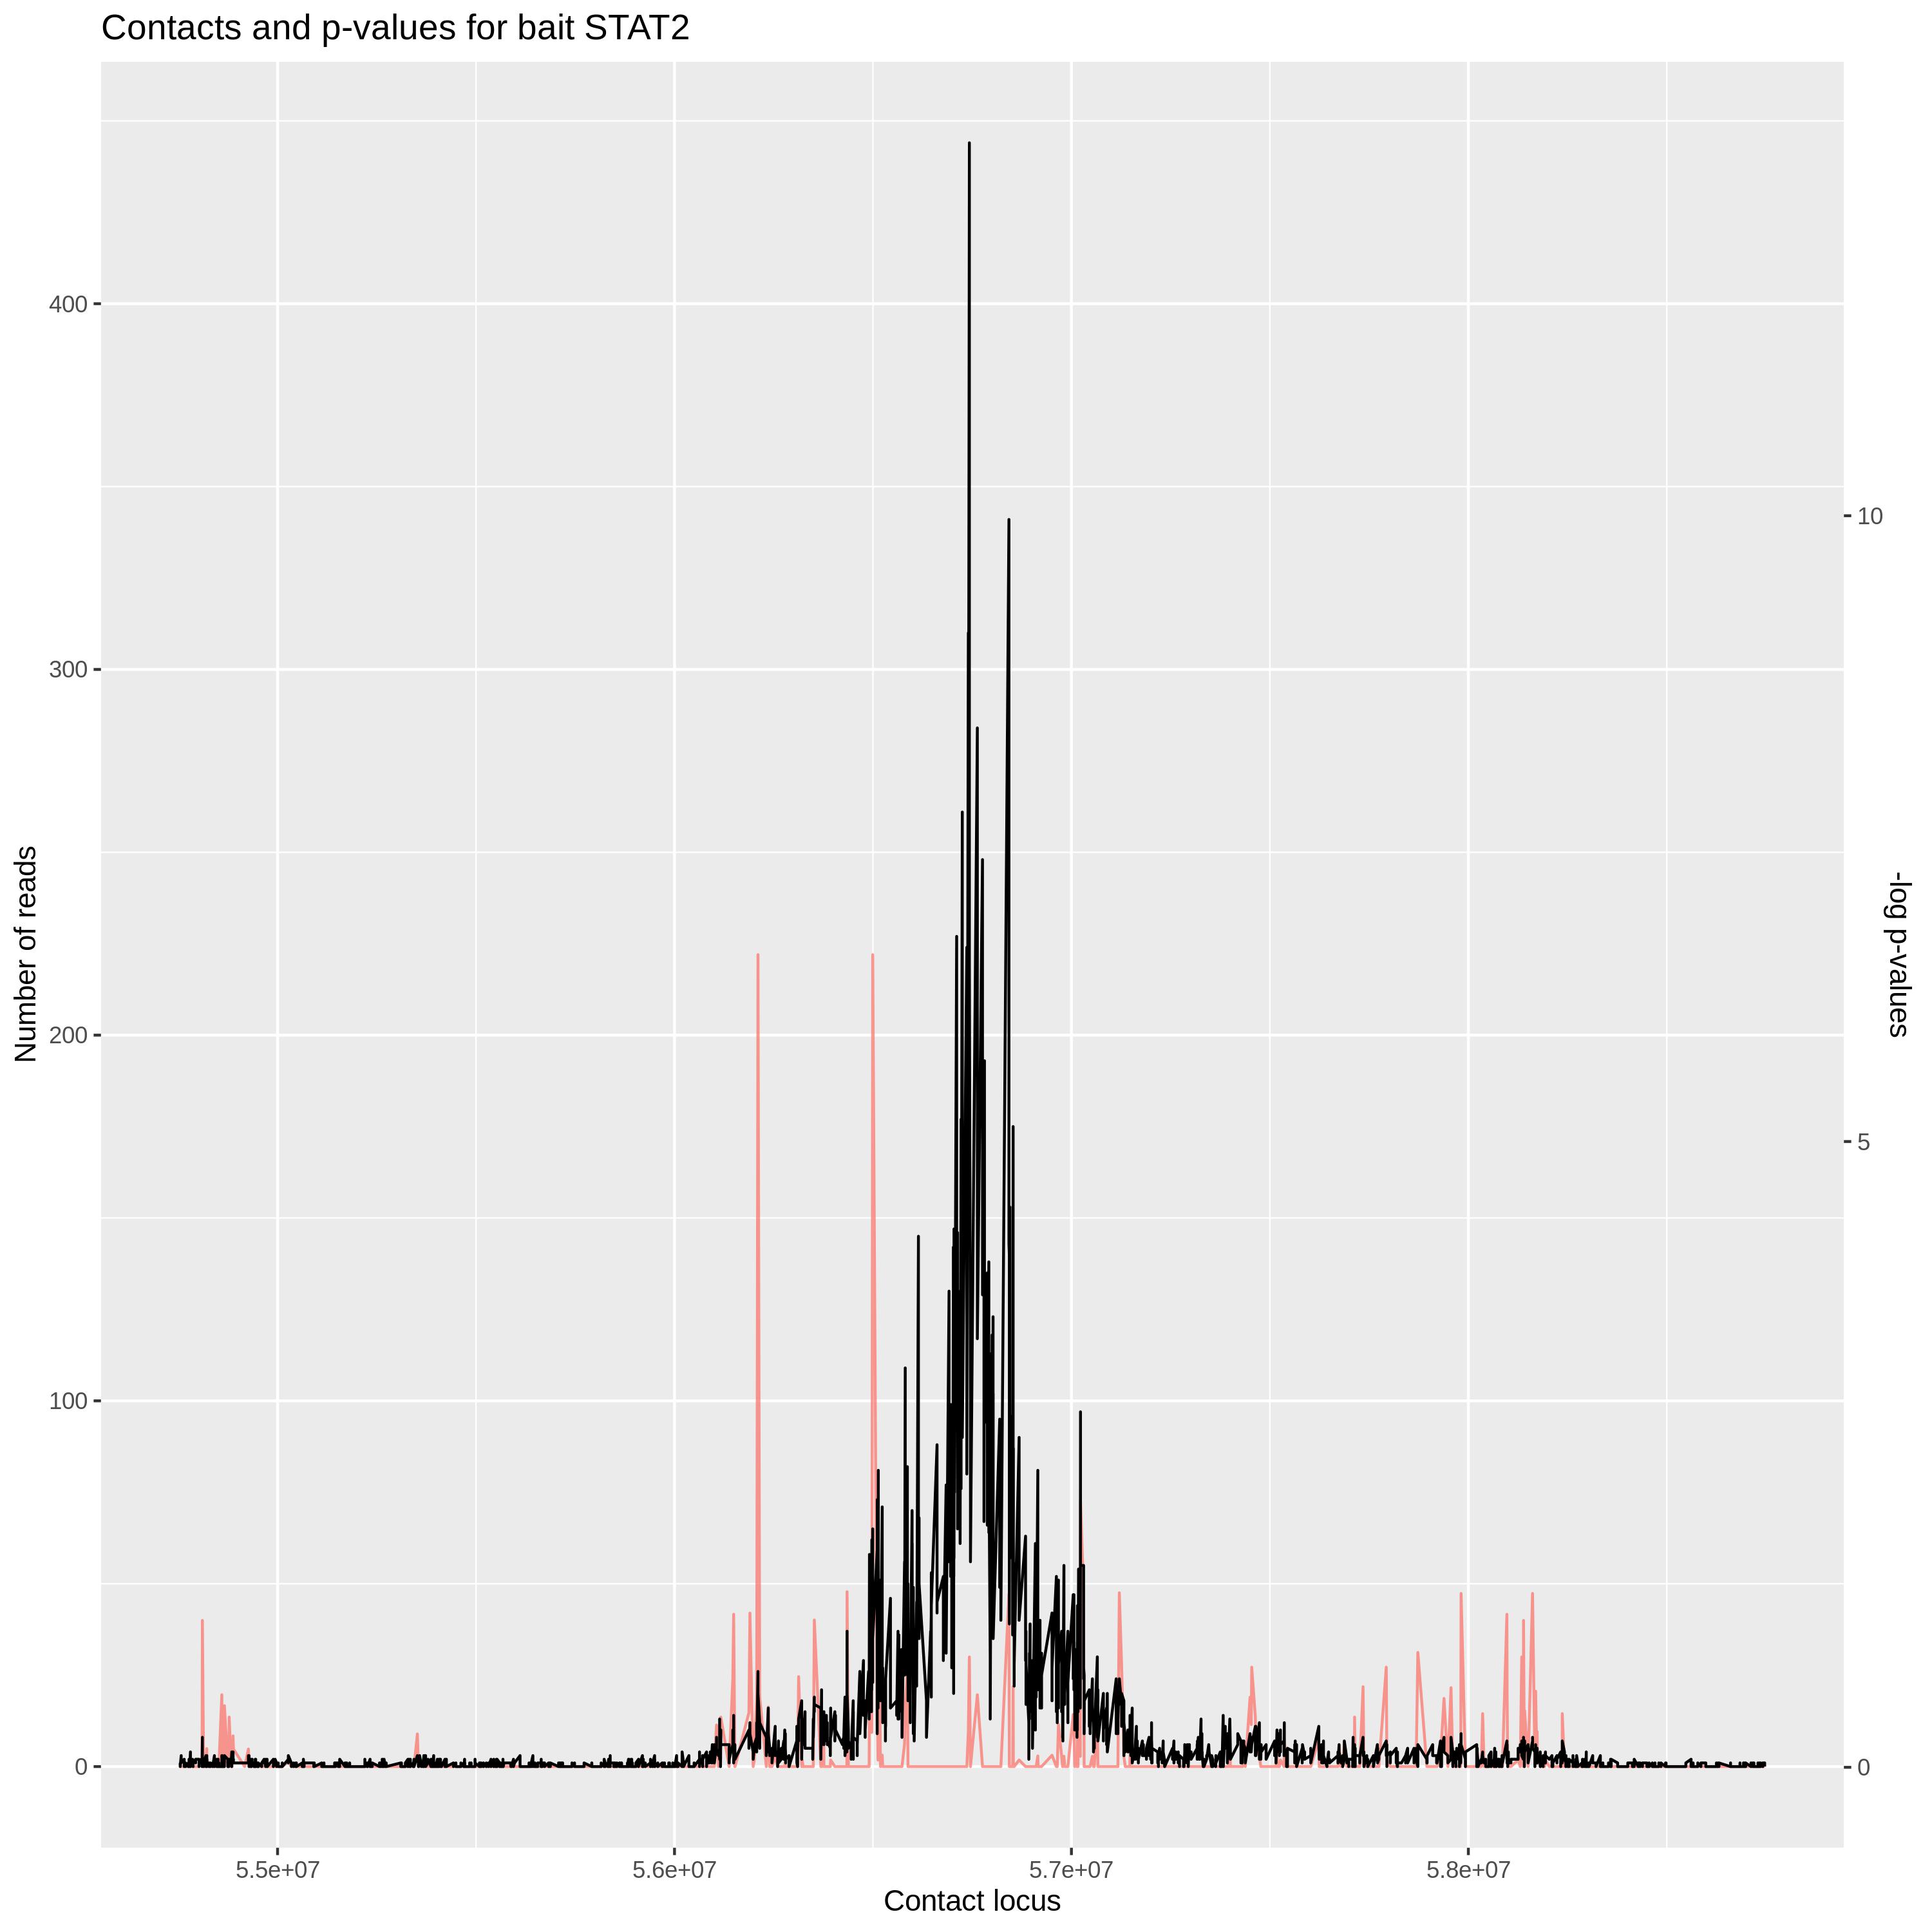 Contacts and p-values for bait STAT2
Number of reads
400
300
200
100
0
10
5
0
-log p-values
5.5e+07
5.6e+07
5.7e+07
5.8e+07
Contact locus